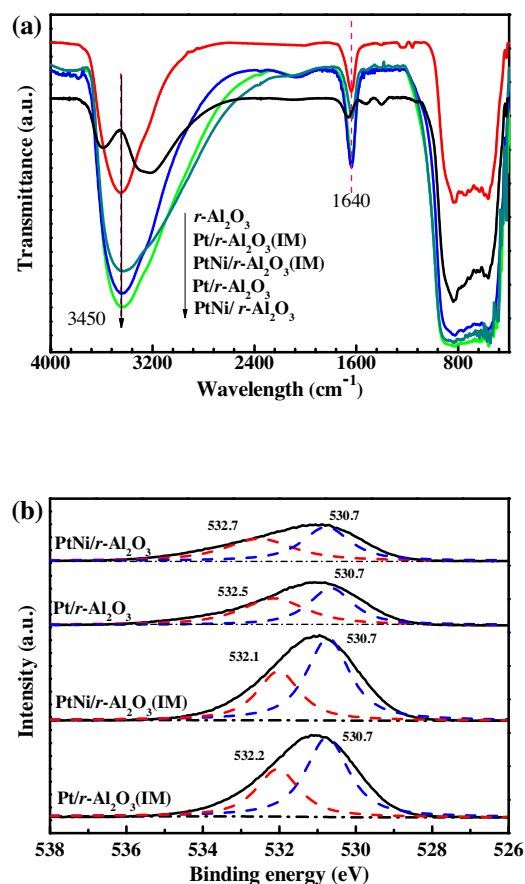 (a)
Transmittance (a.u.)
1640
r-Al₂O₃
Pt/r-Al₂O₃(IM)
PtNi/r-Al₂O₃(IM)
Pt/r-Al₂O₃
PtNi/ r-Al₂O₃
3450
4000 3200 2400 1600 800
Wavelength (cm⁻¹)
(b)
Intensity (a.u.)
532.7 530.7
PtNi/r-Al₂O₃
532.5 530.7
Pt/r-Al₂O₃
532.1 530.7
PtNi/r-Al₂O₃(IM)
532.2 530.7
Pt/r-Al₂O₃(IM)
538 536 534 532 530 528 526
Binding energy (eV)